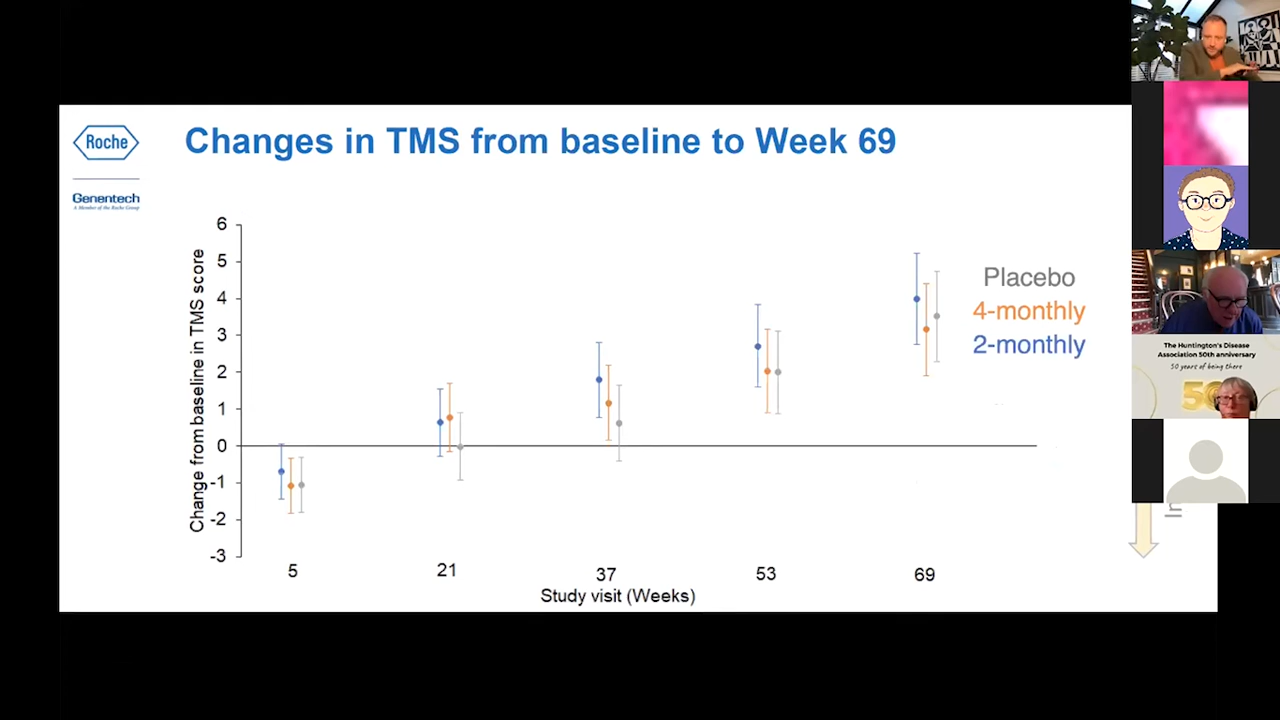 Roche
Changes in TMS from baseline to Week 69
Genentech
A Member of the Roche Group
6
5
4
3
2
1
0
-1
-2
-3
Change from baseline in TMS score
Placebo
4-monthly
2-monthly
5
21
37
53
69
Study visit (Weeks)
The Huntington's Disease
Association 50th anniversary
50 years of being there